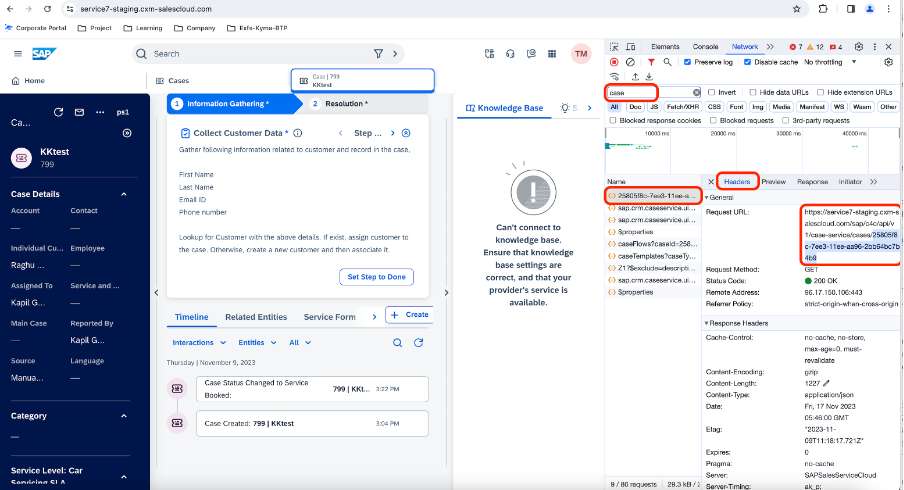 service7-staging.cxm-salescloud.com
Corporate Portal
Project
Learning
Company
Exfs-Kyma-BTP
SAP
Search
TM
Home
Cases
Case | 799
KKtest
Ca...
ps1
KKtest
799
Case Details
Account
Contact
—
—
Individual Cu...
Employee
Raghu ...
—
Assigned To
Service and ...
Kapil G...
—
Main Case
Reported By
—
Kapil G...
Source
Language
Manua...
—
Category
—
Service Level: Car
Servicing SLA
1 Information Gathering *
2 Resolution *
Collect Customer Data *
Step ...
Gather following information related to customer and record in the case,
First Name
Last Name
Email ID
Phone number
Lookup for Customer with the above details. If exist, assign customer to
the case. Otherwise, create a new customer and then associate it.
Set Step to Done
Timeline
Related Entities
Service Form
Create
Interactions
Entities
All
Thursday | November 9, 2023
Case Status Changed to Service
Booked:
799 | KKt...
3:22 PM
Case Created: 799 | KKtest
3:04 PM
Knowledge Base
S
Can't connect to
knowledge base.
Ensure that
knowledge base
settings are
correct, and that your
provider's service is
available.
Elements
Console
Network
7
12
4
Preserve log
Disable cache
No throttling
case
Invert
Hide data URLs
Hide extension URLs
All
Doc
JS
Fetch/XHR
CSS
Font
Img
Media
Manifest
WS
Wasm
Other
Blocked response cookies
Blocked requests
3rd-party requests
10000 ms
20000 ms
30000 ms
40000 ms
Name
25805f8c-7ee3-11ee-a...
sap.crm.caseservice.ui...
sap.crm.caseservice.ui...
$properties
caseFlows?caseId=258...
caseTemplates?caseTy...
Z1?$exclude=descripti...
sap.crm.caseservice.ui...
$properties
9 / 86 requests
29.3 kB /
Headers
Preview
Response
Initiator
General
Request URL:
https://service7-staging.cxm-s
alescloud.com/sap/c4c/api/v
1/case-service/cases/25805f8
c-7ee3-11ee-aa96-2bb64bc7b
4b9
Request Method:
GET
Status Code:
200 OK
Remote Address:
96.17.150.106:443
Referrer Policy:
strict-origin-when-cross-origin
Response Headers
Cache-Control:
no-cache, no-store,
max-age=0, must-
revalidate
Content-Encoding:
gzip
Content-Length:
1227
Content-Type:
application/json
Date:
Fri, 17 Nov 2023
05:46:00 GMT
Etag:
"2023-11-
09T11:18:17.721Z"
Expires:
0
Pragma:
no-cache
Server:
SAPSalesServiceCloud
Server-Timing:
ak_p;